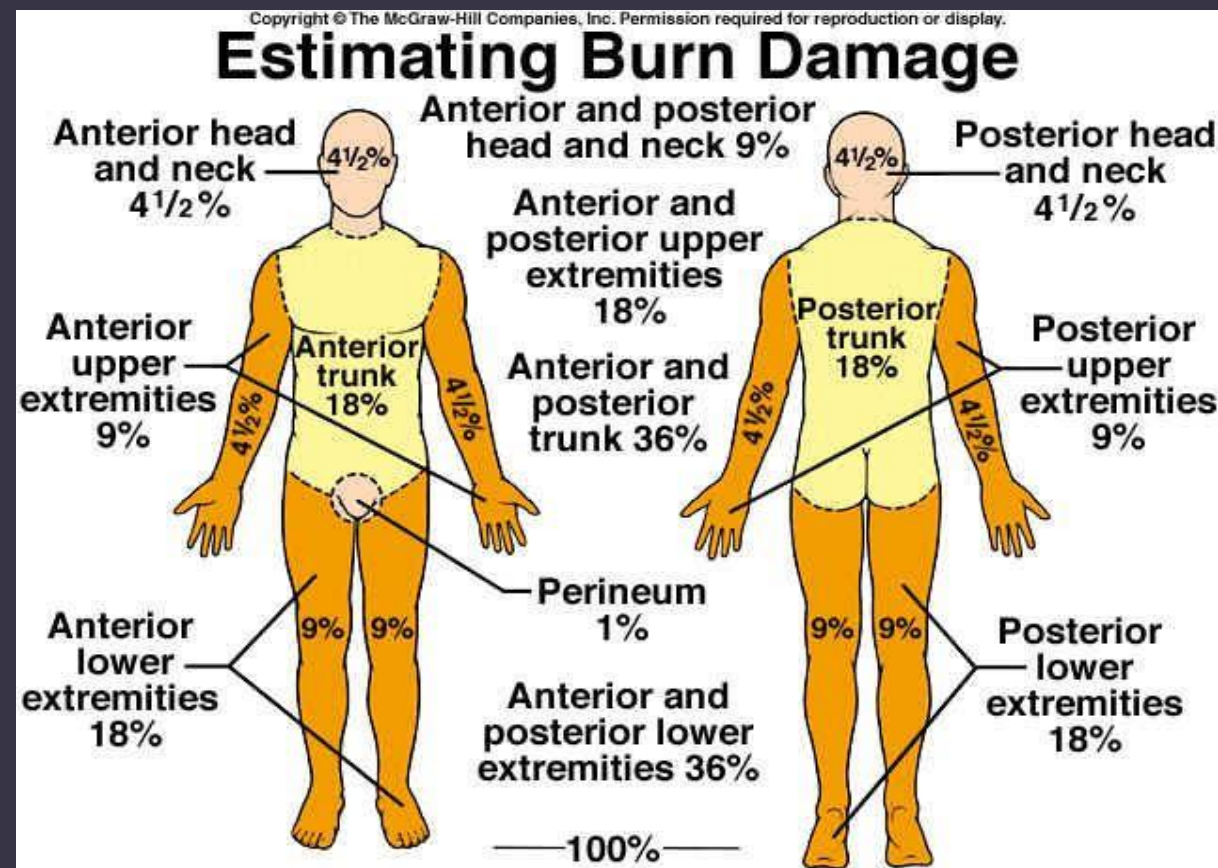 Copyright © The McGraw-Hill Companies, Inc. Permission required for reproduction or display.
Estimating Burn Damage
Anterior head
and neck
4 1/2 %
4 1/2%
Anterior and posterior
head and neck 9%
4 1/2%
Posterior head
and neck
4 1/2 %
Anterior and
posterior upper
extremities
18%
Anterior
upper
extremities
9%
Anterior
trunk
18%
4 1/2%
4 1/2%
Anterior and
posterior
trunk 36%
Posterior
trunk
18%
4 1/2%
4 1/2%
Posterior
upper
extremities
9%
Perineum
1%
Anterior
lower
extremities
18%
9%
9%
Anterior and
posterior lower
extremities 36%
9%
9%
Posterior
lower
extremities
18%
100%